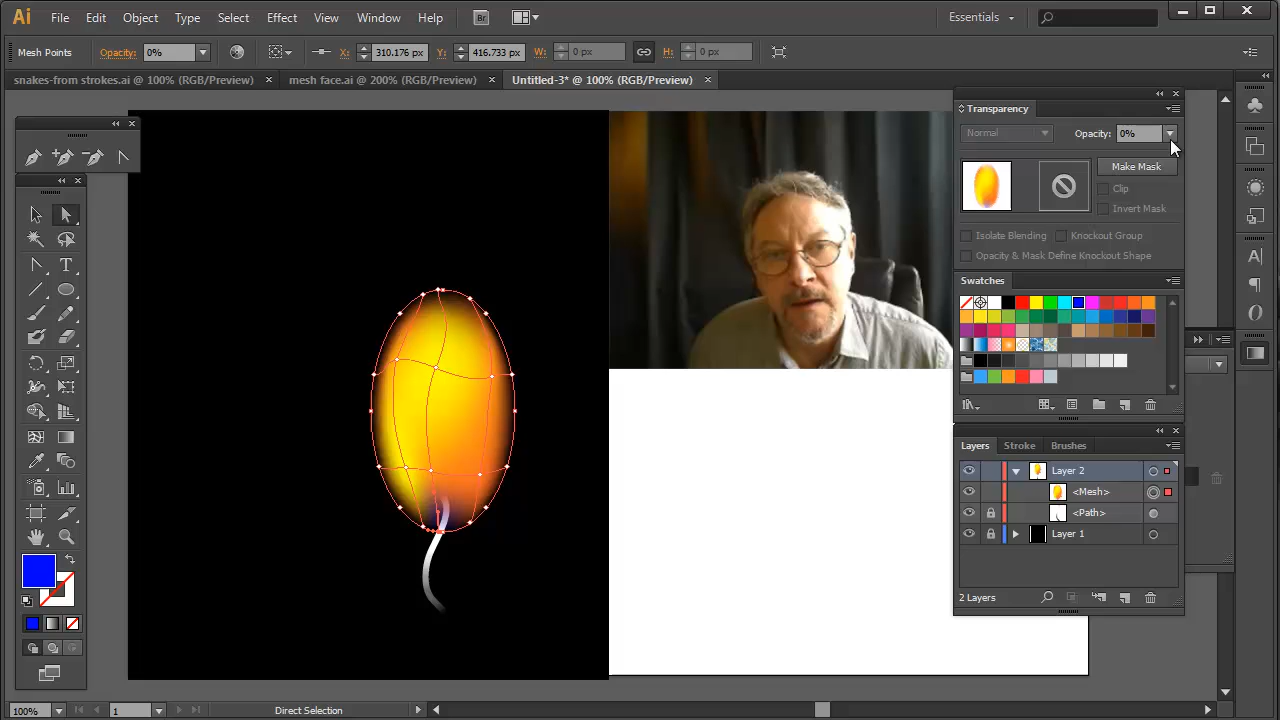 Ai File Edit Object Type Select Effect View Window Help Br Essentials
Mesh Points Opacity: 0% X: 310.176 px Y: 416.733 px W: 0 px H: 0 px
snakes-from strokes.ai @ 100% (RGB/Preview) mesh face.ai @ 200% (RGB/Preview) Untitled-3* @ 100% (RGB/Preview)
Transparency
Normal Opacity: 0%
Make Mask
Clip
Invert Mask
Isolate Blending Knockout Group
Opacity & Mask Define Knockout Shape
Swatches
Layers Stroke Brushes
Layer 2
<Mesh>
<Path>
Layer 1
2 Layers
100% 1 Direct Selection